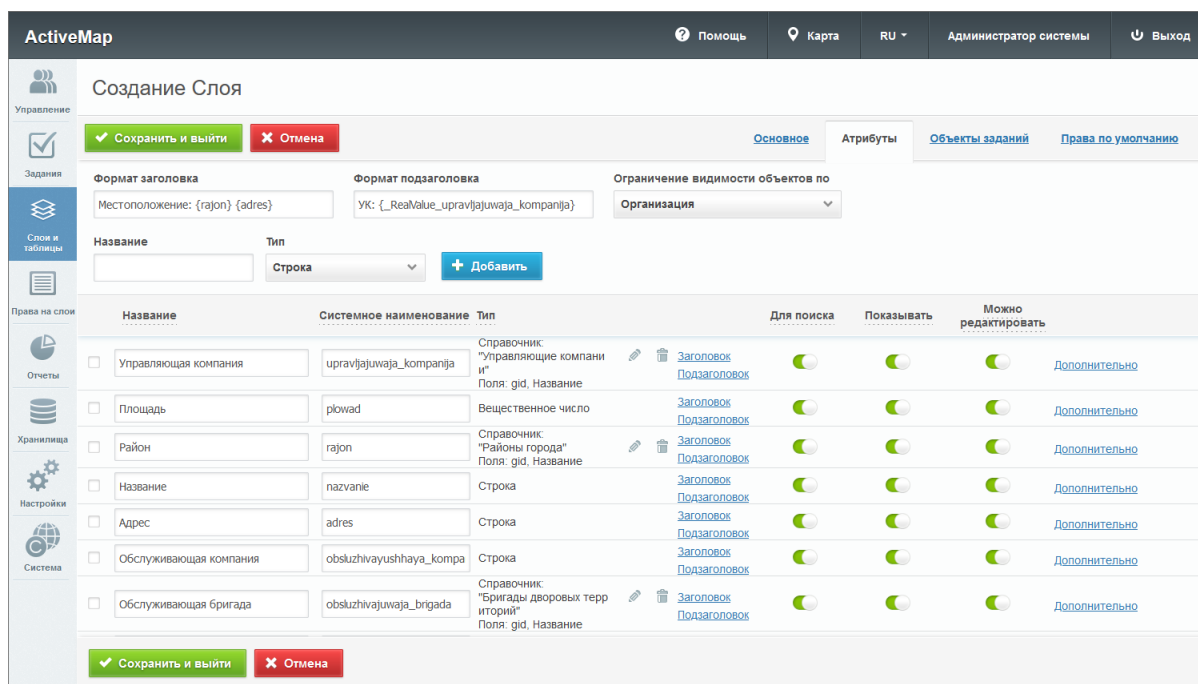 ActiveMap
Помощь
Карта
RU
Администратор системы
Выход
Управление
Задания
Слои и
таблицы
Права на слои
Отчеты
Хранилища
Настройки
Система
Создание Слоя
Сохранить и выйти
Отмена
Основное
Атрибуты
Объекты заданий
Права по умолчанию
Формат заголовка
Формат подзаголовка
Ограничение видимости объектов по
Местоположение: {rajon} {adres}
УК: {_RealValue_upravljajuwaja_kompanija}
Организация
Название
Тип
Строка
Добавить
Название
Системное наименование
Тип
Для поиска
Показывать
Можно
редактировать
Управляющая компания
upravljajuwaja_kompanija
Справочник:
"Управляющие компани
и"
Поля: gid, Название
Заголовок
Подзаголовок
Дополнительно
Площадь
plowad
Вещественное число
Заголовок
Подзаголовок
Дополнительно
Район
rajon
Справочник:
"Районы города"
Поля: gid, Название
Заголовок
Подзаголовок
Дополнительно
Название
nazvanie
Строка
Заголовок
Подзаголовок
Дополнительно
Адрес
adres
Строка
Заголовок
Подзаголовок
Дополнительно
Обслуживающая компания
obsluzhivayushhaya_kompa
Строка
Заголовок
Подзаголовок
Дополнительно
Обслуживающая бригада
obsluzhivajuwaja_brigada
Справочник:
"Бригады дворовых терр
иторий"
Поля: gid, Название
Заголовок
Подзаголовок
Дополнительно
Сохранить и выйти
Отмена